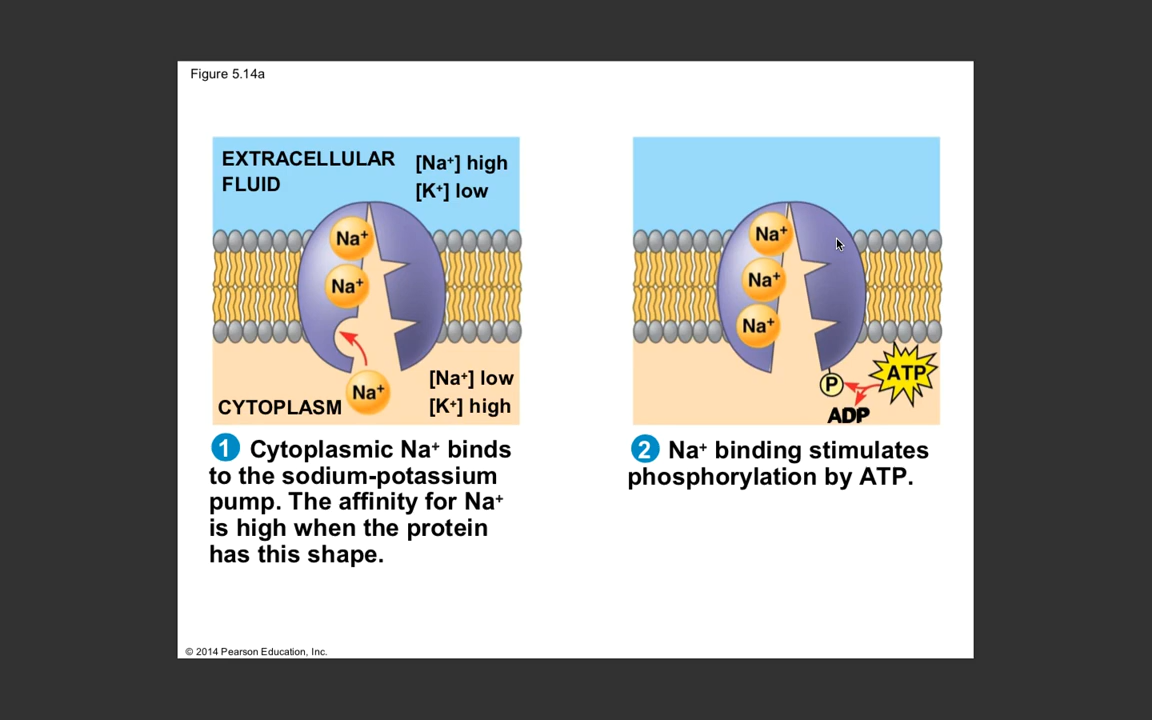 Figure 5.14a
EXTRACELLULAR
FLUID
[Na⁺] high
[K⁺] low
Na⁺
Na⁺
Na⁺
[Na⁺] low
[K⁺] high
CYTOPLASM
1 Cytoplasmic Na⁺ binds
to the sodium-potassium
pump. The affinity for Na⁺
is high when the protein
has this shape.
Na⁺
Na⁺
Na⁺
P
ATP
ADP
2 Na⁺ binding stimulates
phosphorylation by ATP.
© 2014 Pearson Education, Inc.